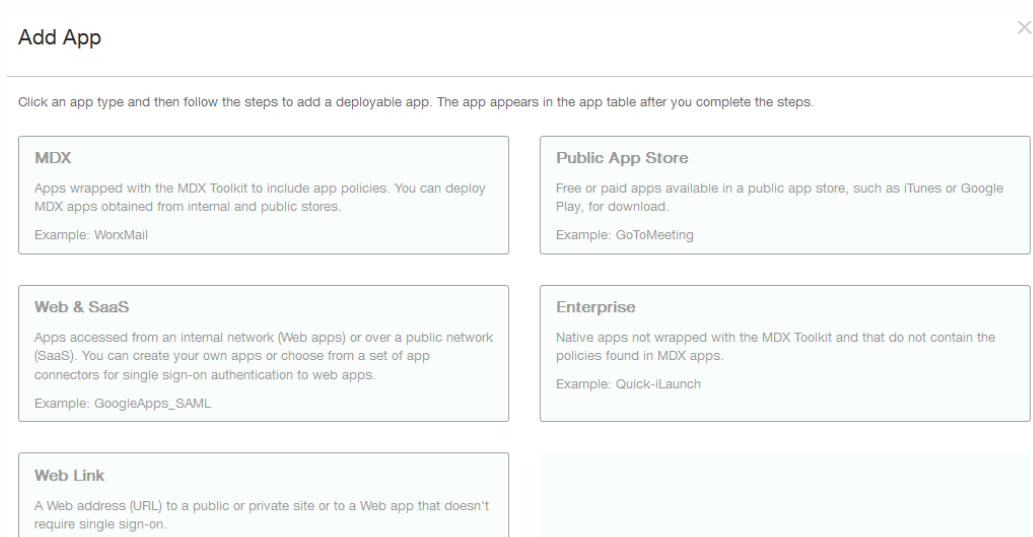 Add App
Click an app type and then follow the steps to add a deployable app. The app appears in the app table after you complete the steps.
MDX
Apps wrapped with the MDX Toolkit to include app policies. You can deploy
MDX apps obtained from internal and public stores.
Example: WorxMail
Public App Store
Free or paid apps available in a public app store, such as iTunes or Google
Play, for download.
Example: GoToMeeting
Web & SaaS
Apps accessed from an internal network (Web apps) or over a public network
(SaaS). You can create your own apps or choose from a set of app
connectors for single sign-on authentication to web apps.
Example: GoogleApps_SAML
Enterprise
Native apps not wrapped with the MDX Toolkit and that do not contain the
policies found in MDX apps.
Example: Quick-iLaunch
Web Link
A Web address (URL) to a public or private site or to a Web app that doesn't
require single sign-on.